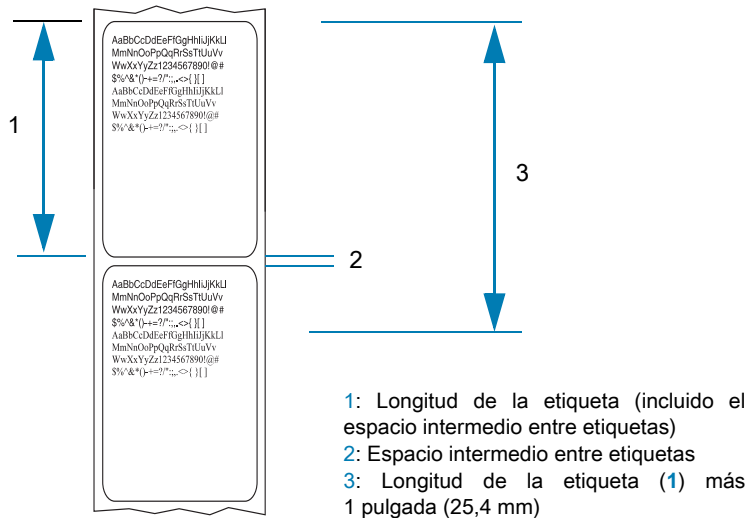 AaBbCcDdEeFfGgHhIiJjKkLl
MmNnOoPpQqRrSsTtUuVv
WwXxYyZz1234567890!@#
$%^&*()-+=?/":;,.<>{ }[ ]
AaBbCcDdEeFfGgHhIiJjKkLl
MmNnOoPpQqRrSsTtUuVv
WwXxYyZz1234567890!@#
$%^&*()-+=?/":;,.<>{ }[ ]
1
3
2
AaBbCcDdEeFfGgHhIiJjKkLl
MmNnOoPpQqRrSsTtUuVv
WwXxYyZz1234567890!@#
$%^&*()-+=?/":;,.<>{ }[ ]
AaBbCcDdEeFfGgHhIiJjKkLl
MmNnOoPpQqRrSsTtUuVv
WwXxYyZz1234567890!@#
$%^&*()-+=?/":;,.<>{ }[ ]
1: Longitud de la etiqueta (incluido el
espacio intermedio entre etiquetas)
2: Espacio intermedio entre etiquetas
3: Longitud de la etiqueta (1) más
1 pulgada (25,4 mm)